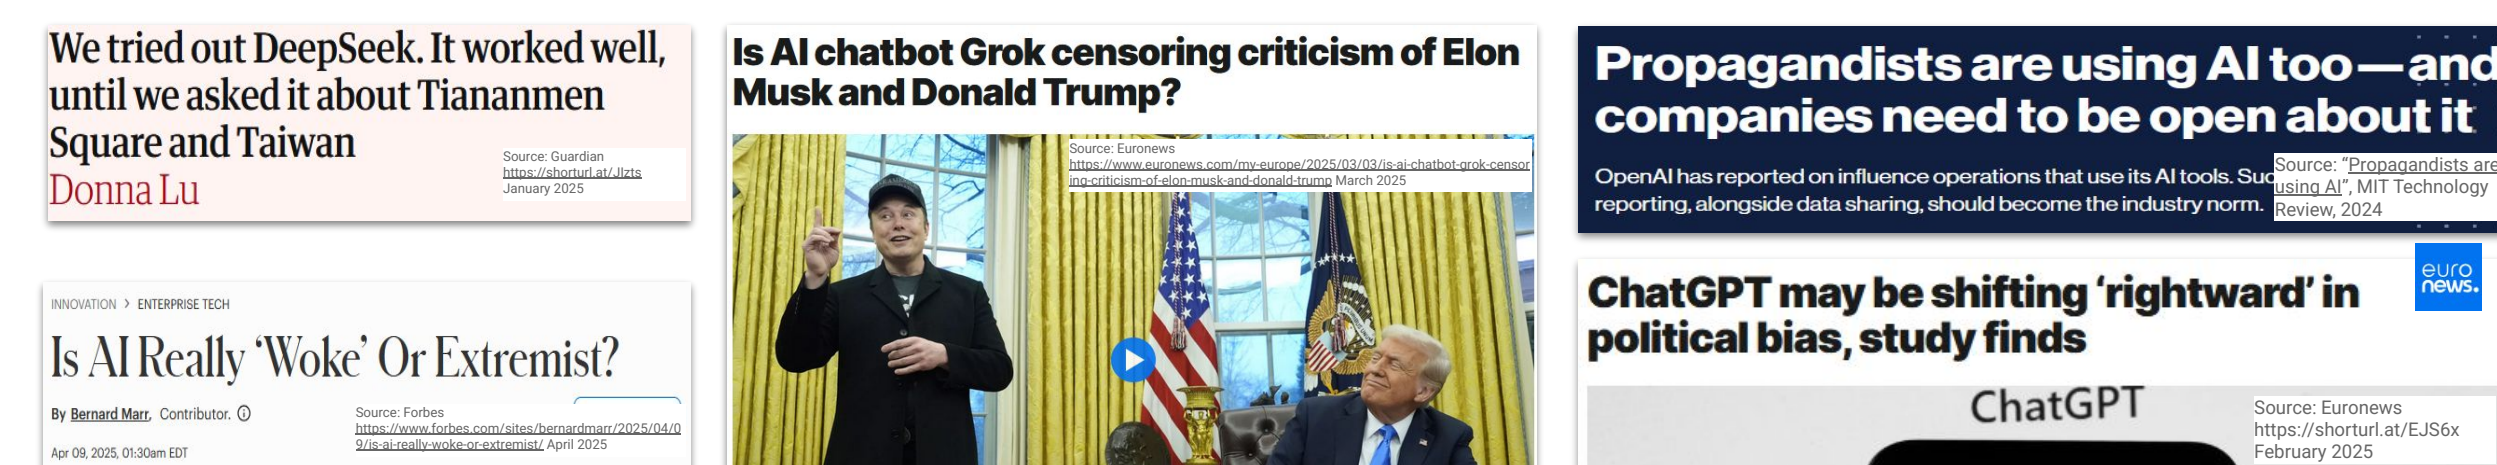 We tried out DeepSeek. It worked well,
until we asked it about Tiananmen
Square and Taiwan
Donna Lu
Source: Guardian
https://shorturl.at/JIzts
January 2025
INNOVATION > ENTERPRISE TECH
Is AI Really ‘Woke’ Or Extremist?
By Bernard Marr, Contributor.
Apr 09, 2025, 01:30am EDT
Source: Forbes
https://www.forbes.com/sites/bernardmarr/2025/04/0
9/is-ai-really-woke-or-extremist/ April 2025
Is AI chatbot Grok censoring criticism of Elon
Musk and Donald Trump?
Source: Euronews
https://www.euronews.com/my-europe/2025/03/03/is-ai-chatbot-grok-censor
ing-criticism-of-elon-musk-and-donald-trump March 2025
Propagandists are using AI too—and
companies need to be open about it
OpenAI has reported on influence operations that use its AI tools. Suc
reporting, alongside data sharing, should become the industry norm.
Source: “Propagandists are
using AI”, MIT Technology
Review, 2024
euro
news.
ChatGPT may be shifting ‘rightward’ in
political bias, study finds
ChatGPT
Source: Euronews
https://shorturl.at/EJS6x
February 2025